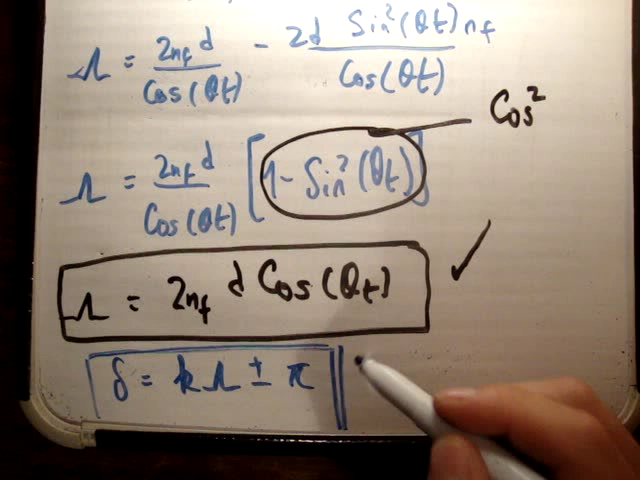 Λ = 2n_f d / Cos(θt) - 2d Sin²(θt) n_f / Cos(θt)
Cos²
Λ = 2n_f d / Cos(θt) [1 - Sin²(θt)]
Λ = 2n_f d Cos(θt) ✓
δ = kΛ ± π